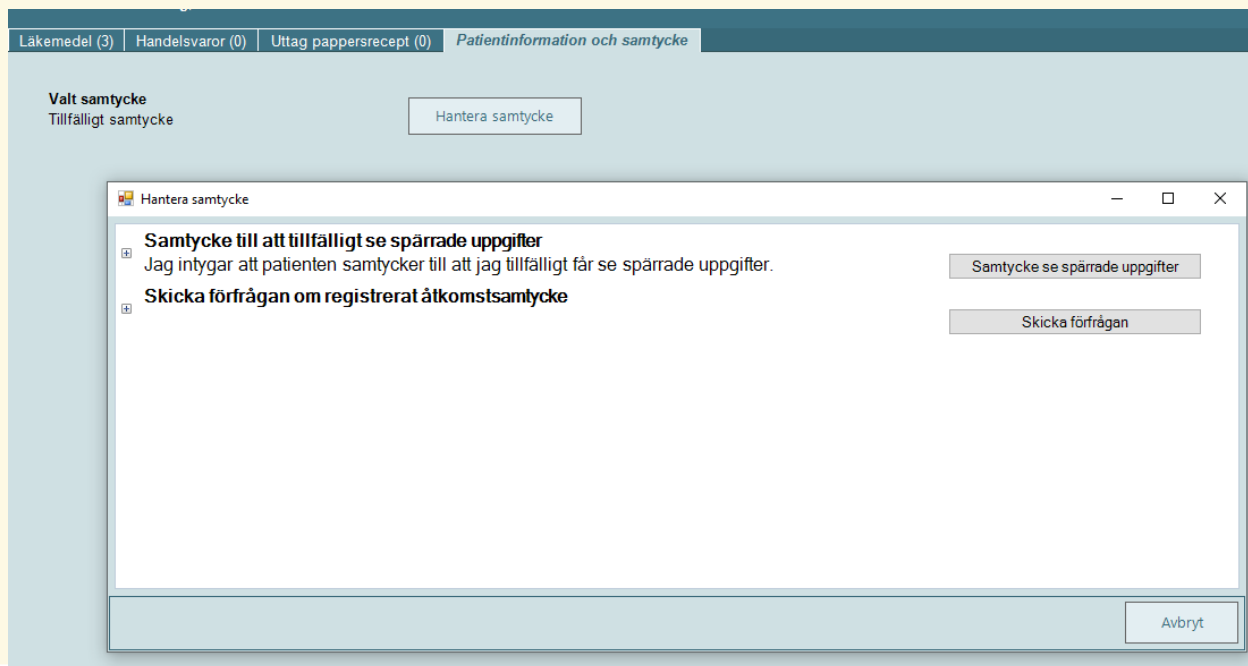 Läkemedel (3) Handelsvaror (0) Uttag pappersrecept (0) Patientinformation och samtycke
Valt samtycke
Tillfälligt samtycke
Hantera samtycke
Hantera samtycke
Samtycke till att tillfälligt se spärrade uppgifter
Jag intygar att patienten samtycker till att jag tillfälligt får se spärrade uppgifter.
Samtycke se spärrade uppgifter
Skicka förfrågan om registrerat åtkomstsamtycke
Skicka förfrågan
Avbryt